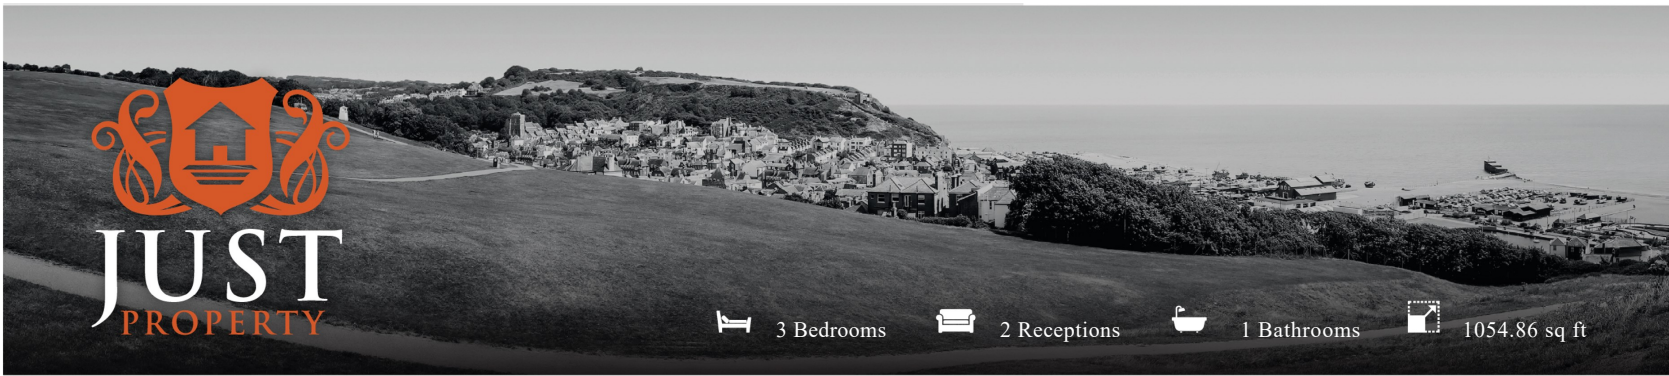 JUST
PROPERTY
3 Bedrooms
2 Receptions
1 Bathrooms
1054.86 sq ft